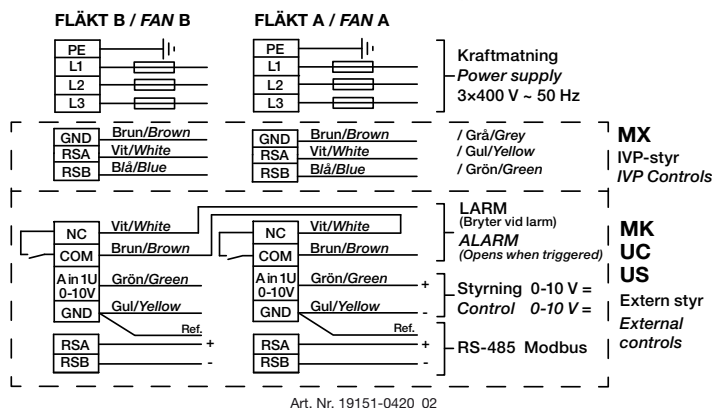 FLÄKT B / FAN B
FLÄKT A / FAN A
PE
L1
L2
L3
PE
L1
L2
L3
Kraftmatning
Power supply
3×400 V ~ 50 Hz
GND Brun/Brown
RSA Vit/White
RSB Blå/Blue
GND Brun/Brown / Grå/Grey
RSA Vit/White / Gul/Yellow
RSB Blå/Blue / Grön/Green
MX
IVP-styr
IVP Controls
NC Vit/White
COM Brun/Brown
A in 1U
0-10V
Grön/Green
GND Gul/Yellow
Ref.
RSA +
RSB -
NC Vit/White
COM Brun/Brown
A in 1U
0-10V
Grön/Green +
GND Gul/Yellow -
Ref.
RSA +
RSB -
LARM
(Bryter vid larm)
ALARM
(Opens when triggered)
Styrning 0-10 V =
Control 0-10 V =
RS-485 Modbus
MK
UC
US
Extern styr
External
controls
Art. Nr. 19151-0420 02